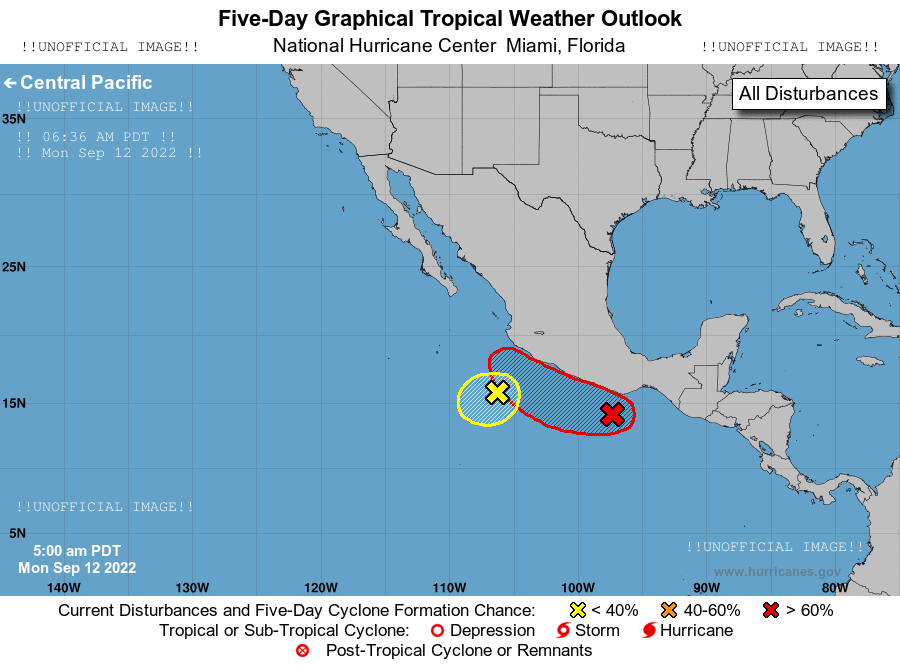 Five-Day Graphical Tropical Weather Outlook
!!UNOFFICIAL IMAGE!! National Hurricane Center Miami, Florida !!UNOFFICIAL IMAGE!!
← Central Pacific
All Disturbances
!!UNOFFICIAL IMAGE!!
35N
!! 06:36 AM PDT !!
!! Mon Sep 12 2022 !!
25N
15N
!!UNOFFICIAL IMAGE!!
5N
5:00 am PDT
Mon Sep 12 2022
!!UNOFFICIAL IMAGE!!
www.hurricanes.gov
140W 130W 120W 110W 100W 90W 80W
Current Disturbances and Five-Day Cyclone Formation Chance: < 40% 40-60% > 60%
Tropical or Sub-Tropical Cyclone: Depression Storm Hurricane
Post-Tropical Cyclone or Remnants